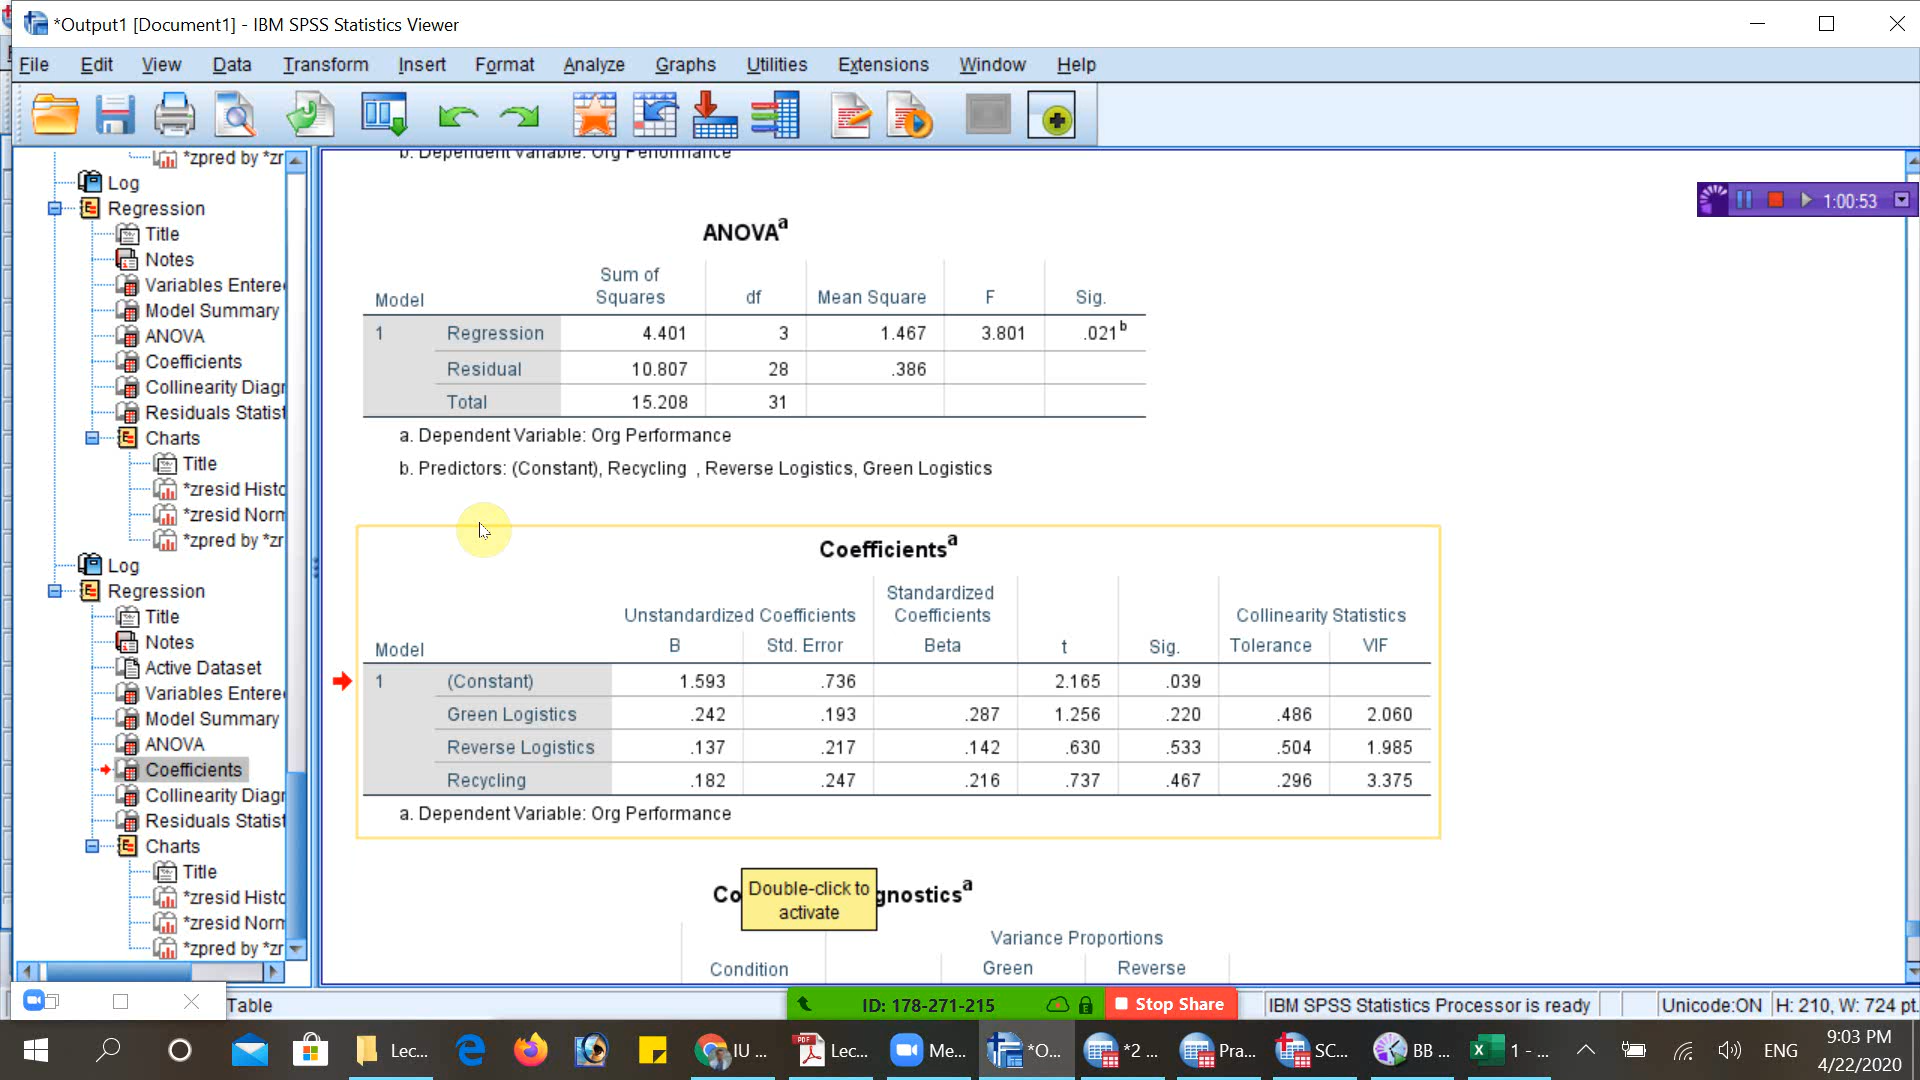 *Output1 [Document1] - IBM SPSS Statistics Viewer
File Edit View Data Transform Insert Format Analyze Graphs Utilities Extensions Window Help
*zpred by *zr
Log
Regression
Title
Notes
Variables Entere
Model Summary
ANOVA
Coefficients
Collinearity Diagr
Residuals Statist
Charts
Title
*zresid Histo
*zresid Norm
*zpred by *zr
Log
Regression
Title
Notes
Active Dataset
Variables Entere
Model Summary
ANOVA
Coefficients
Collinearity Diagr
Residuals Statist
Charts
Title
*zresid Histo
*zresid Norm
*zpred by *zr
b. Dependent Variable: Org Performance
1:00:53
ANOVAa
Model Sum of Squares df Mean Square F Sig.
1 Regression 4.401 3 1.467 3.801 .021b
Residual 10.807 28 .386
Total 15.208 31
a. Dependent Variable: Org Performance
b. Predictors: (Constant), Recycling , Reverse Logistics, Green Logistics
Coefficientsa
Unstandardized Coefficients Standardized Coefficients Collinearity Statistics
Model B Std. Error Beta t Sig. Tolerance VIF
1 (Constant) 1.593 .736 2.165 .039
Green Logistics .242 .193 .287 1.256 .220 .486 2.060
Reverse Logistics .137 .217 .142 .630 .533 .504 1.985
Recycling .182 .247 .216 .737 .467 .296 3.375
a. Dependent Variable: Org Performance
Double-click to
activate
Co gnosticsa
Variance Proportions
Condition Green Reverse
Table
ID: 178-271-215
Stop Share
IBM SPSS Statistics Processor is ready
Unicode:ON H: 210, W: 724 pt.
Lec... IU ... Lec... Me... *O... *2 ... Pra... SC... BB ... 1 - ...
ENG
9:03 PM
4/22/2020